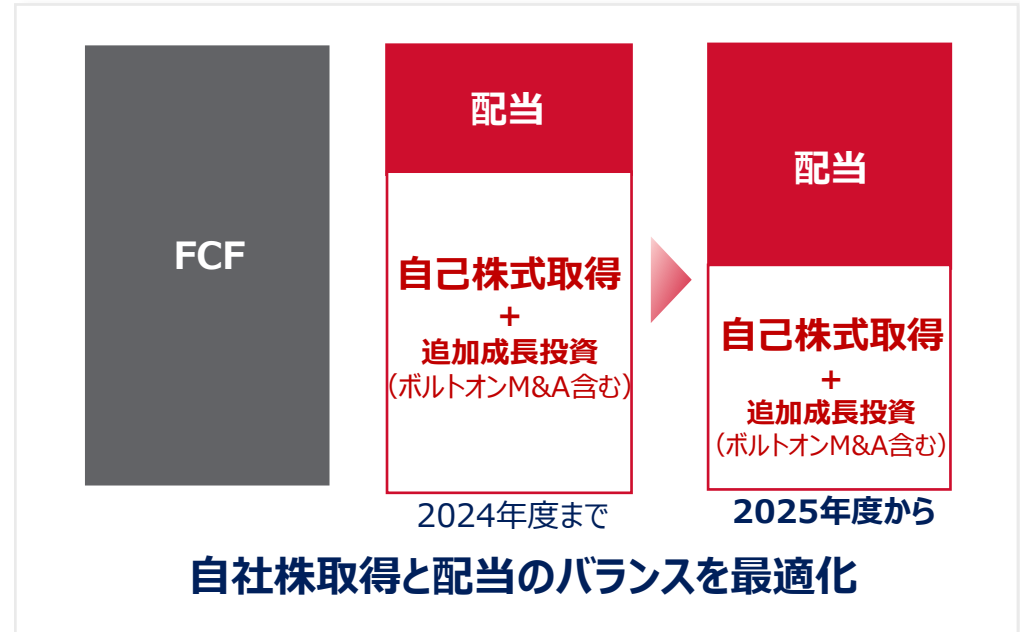 FCF
配当
自己株式取得
+
追加成長投資
(ボルトオンM&A含む)
2024年度まで
配当
自己株式取得
+
追加成長投資
(ボルトオンM&A含む)
2025年度から
自社株取得と配当のバランスを最適化